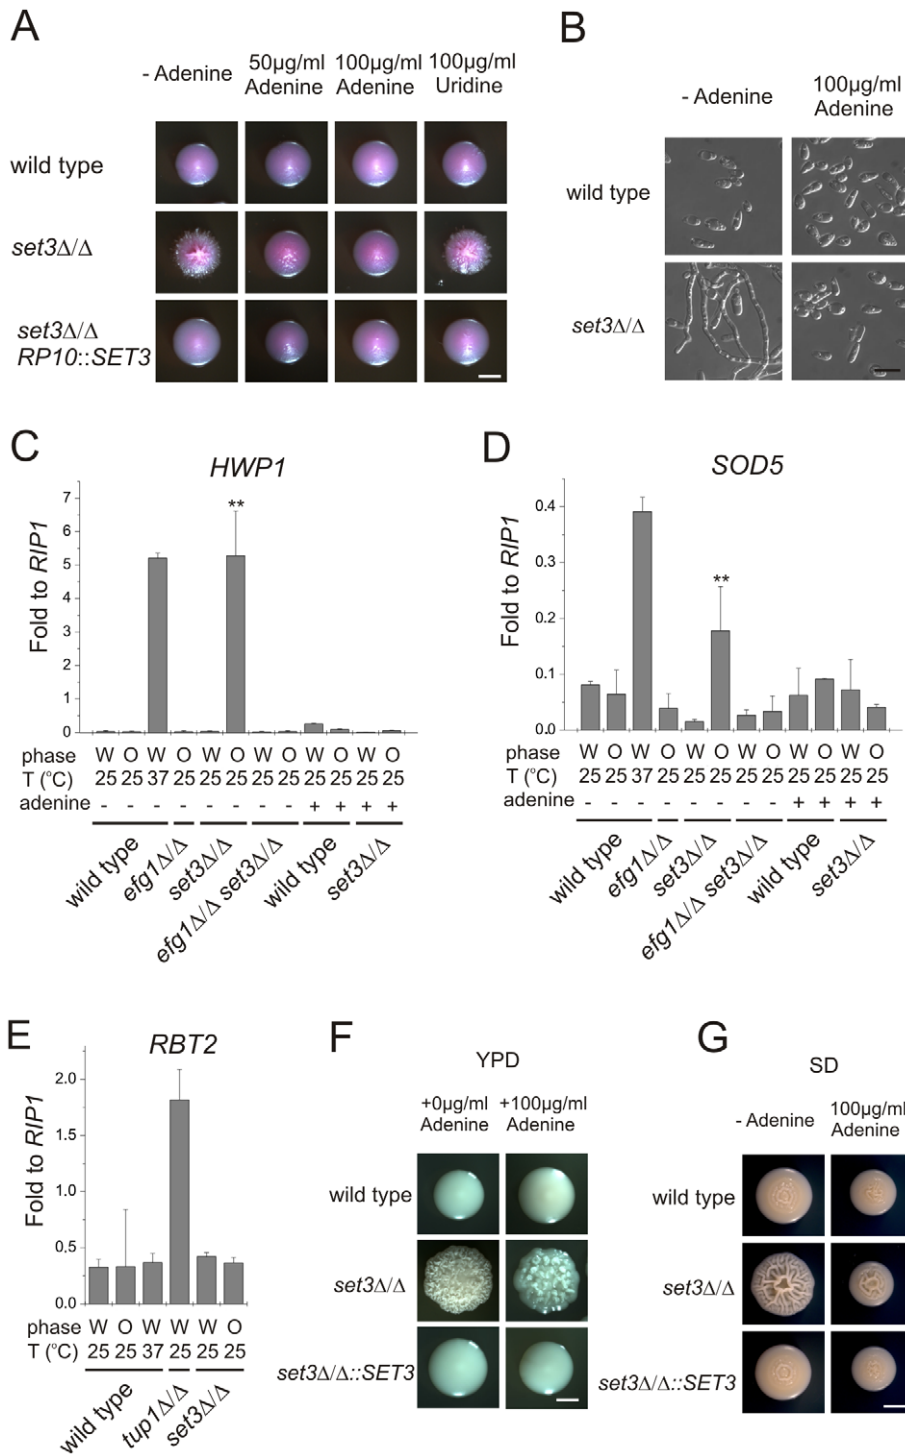 A
- Adenine
50µg/ml
Adenine
100µg/ml
Adenine
100µg/ml
Uridine
wild type
set3Δ/Δ
set3Δ/Δ
RP10::SET3
B
- Adenine
100µg/ml
Adenine
wild type
set3Δ/Δ
C
HWP1
Fold to RIP1
7
6
5
4
3
2
1
0
**
phase W O W O W O W O W O W O
T (°C) 25 25 37 25 25 25 25 25 25 25 25 25
adenine - - - - - - - - + + + +
wild type
efg1Δ/Δ
set3Δ/Δ
efg1Δ/Δ set3Δ/Δ
wild type
set3Δ/Δ
D
SOD5
Fold to RIP1
0.4
0.3
0.2
0.1
0.0
**
phase W O W O W O W O W O W O
T (°C) 25 25 37 25 25 25 25 25 25 25 25 25
adenine - - - - - - - - + + + +
wild type
efg1Δ/Δ
set3Δ/Δ
efg1Δ/Δ set3Δ/Δ
wild type
set3Δ/Δ
E
RBT2
Fold to RIP1
2.0
1.5
1.0
0.5
0.0
phase W O W W W O
T (°C) 25 25 37 25 25 25
wild type
tup1Δ/Δ
set3Δ/Δ
F
YPD
+0µg/ml
Adenine
+100µg/ml
Adenine
wild type
set3Δ/Δ
set3Δ/Δ::SET3
G
SD
- Adenine
100µg/ml
Adenine
wild type
set3Δ/Δ
set3Δ/Δ::SET3